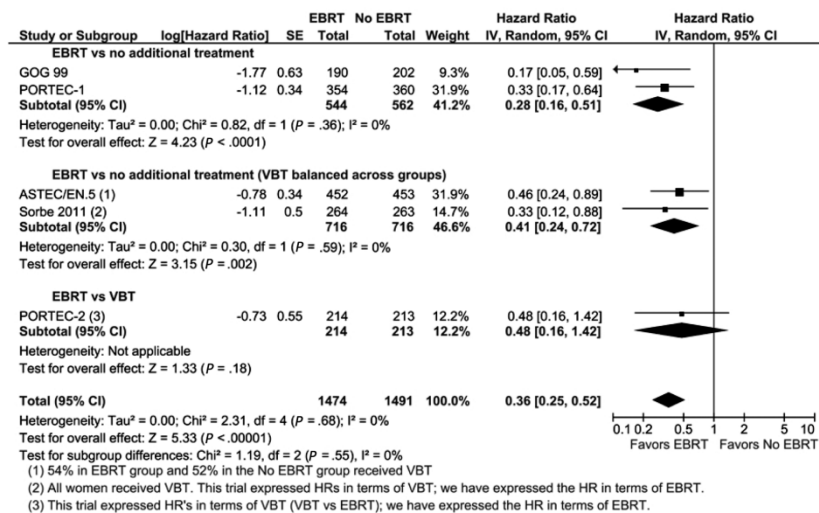 EBRT No EBRT Hazard Ratio Hazard Ratio
Study or Subgroup log[Hazard Ratio] SE Total Total Weight IV, Random, 95% CI IV, Random, 95% CI
EBRT vs no additional treatment
GOG 99 -1.77 0.63 190 202 9.3% 0.17 [0.05, 0.59]
PORTEC-1 -1.12 0.34 354 360 31.9% 0.33 [0.17, 0.64]
Subtotal (95% CI) 544 562 41.2% 0.28 [0.16, 0.51]
Heterogeneity: Tau² = 0.00; Chi² = 0.82, df = 1 (P = .36); I² = 0%
Test for overall effect: Z = 4.23 (P < .0001)
EBRT vs no additional treatment (VBT balanced across groups)
ASTEC/EN.5 (1) -0.78 0.34 452 453 31.9% 0.46 [0.24, 0.89]
Sorbe 2011 (2) -1.11 0.5 264 263 14.7% 0.33 [0.12, 0.88]
Subtotal (95% CI) 716 716 46.6% 0.41 [0.24, 0.72]
Heterogeneity: Tau² = 0.00; Chi² = 0.30, df = 1 (P = .59); I² = 0%
Test for overall effect: Z = 3.15 (P = .002)
EBRT vs VBT
PORTEC-2 (3) -0.73 0.55 214 213 12.2% 0.48 [0.16, 1.42]
Subtotal (95% CI) 214 213 12.2% 0.48 [0.16, 1.42]
Heterogeneity: Not applicable
Test for overall effect: Z = 1.33 (P = .18)
Total (95% CI) 1474 1491 100.0% 0.36 [0.25, 0.52]
Heterogeneity: Tau² = 0.00; Chi² = 2.31, df = 4 (P = .68); I² = 0%
Test for overall effect: Z = 5.33 (P < .00001)
Test for subgroup differences: Chi² = 1.19, df = 2 (P = .55), I² = 0%
0.1 0.2 0.5 1 2 5 10
Favors EBRT Favors No EBRT
(1) 54% in EBRT group and 52% in the No EBRT group received VBT
(2) All women received VBT. This trial expressed HRs in terms of VBT; we have expressed the HR in terms of EBRT.
(3) This trial expressed HR's in terms of VBT (VBT vs EBRT); we have expressed the HR in terms of EBRT.